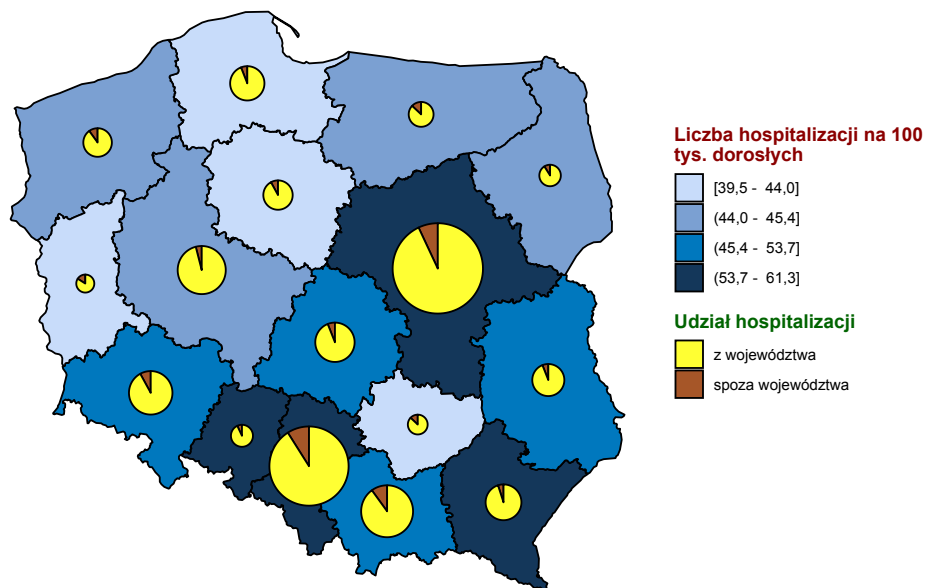 Liczba hospitalizacji na 100
tys. dorosłych
[39,5 - 44,0]
(44,0 - 45,4]
(45,4 - 53,7]
(53,7 - 61,3]
Udział hospitalizacji
z województwa
spoza województwa